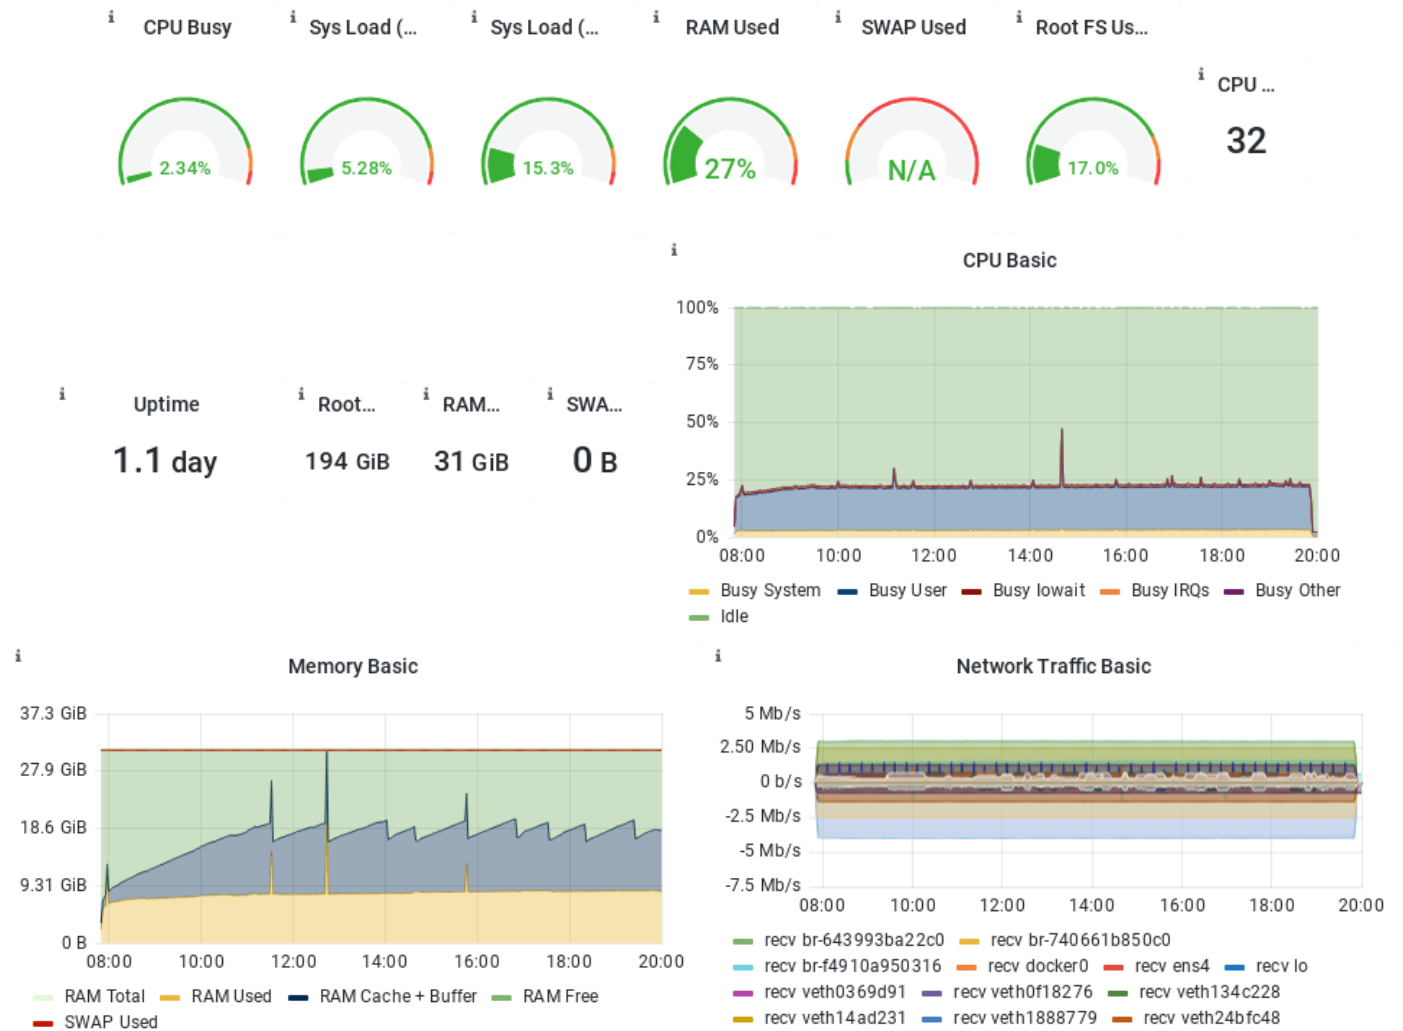 CPU Busy
Sys Load (...
Sys Load (...
RAM Used
SWAP Used
Root FS Us...
CPU ...
2.34%
5.28%
15.3%
27%
N/A
17.0%
32
Uptime
Root...
RAM...
SWA...
1.1 day
194 GiB
31 GiB
0 B
CPU Basic
100%
75%
50%
25%
0%
08:00 10:00 12:00 14:00 16:00 18:00 20:00
Busy System Busy User Busy Iowait Busy IRQs Busy Other
Idle
Memory Basic
37.3 GiB
27.9 GiB
18.6 GiB
9.31 GiB
0 B
08:00 10:00 12:00 14:00 16:00 18:00 20:00
RAM Total RAM Used RAM Cache + Buffer RAM Free
SWAP Used
Network Traffic Basic
5 Mb/s
2.50 Mb/s
0 b/s
-2.5 Mb/s
-5 Mb/s
-7.5 Mb/s
08:00 10:00 12:00 14:00 16:00 18:00 20:00
recv br-643993ba22c0 recv br-740661b850c0
recv br-f4910a950316 recv docker0 recv ens4 recv lo
recv veth0369d91 recv veth0f18276 recv veth134c228
recv veth14ad231 recv veth1888779 recv veth24bfc48